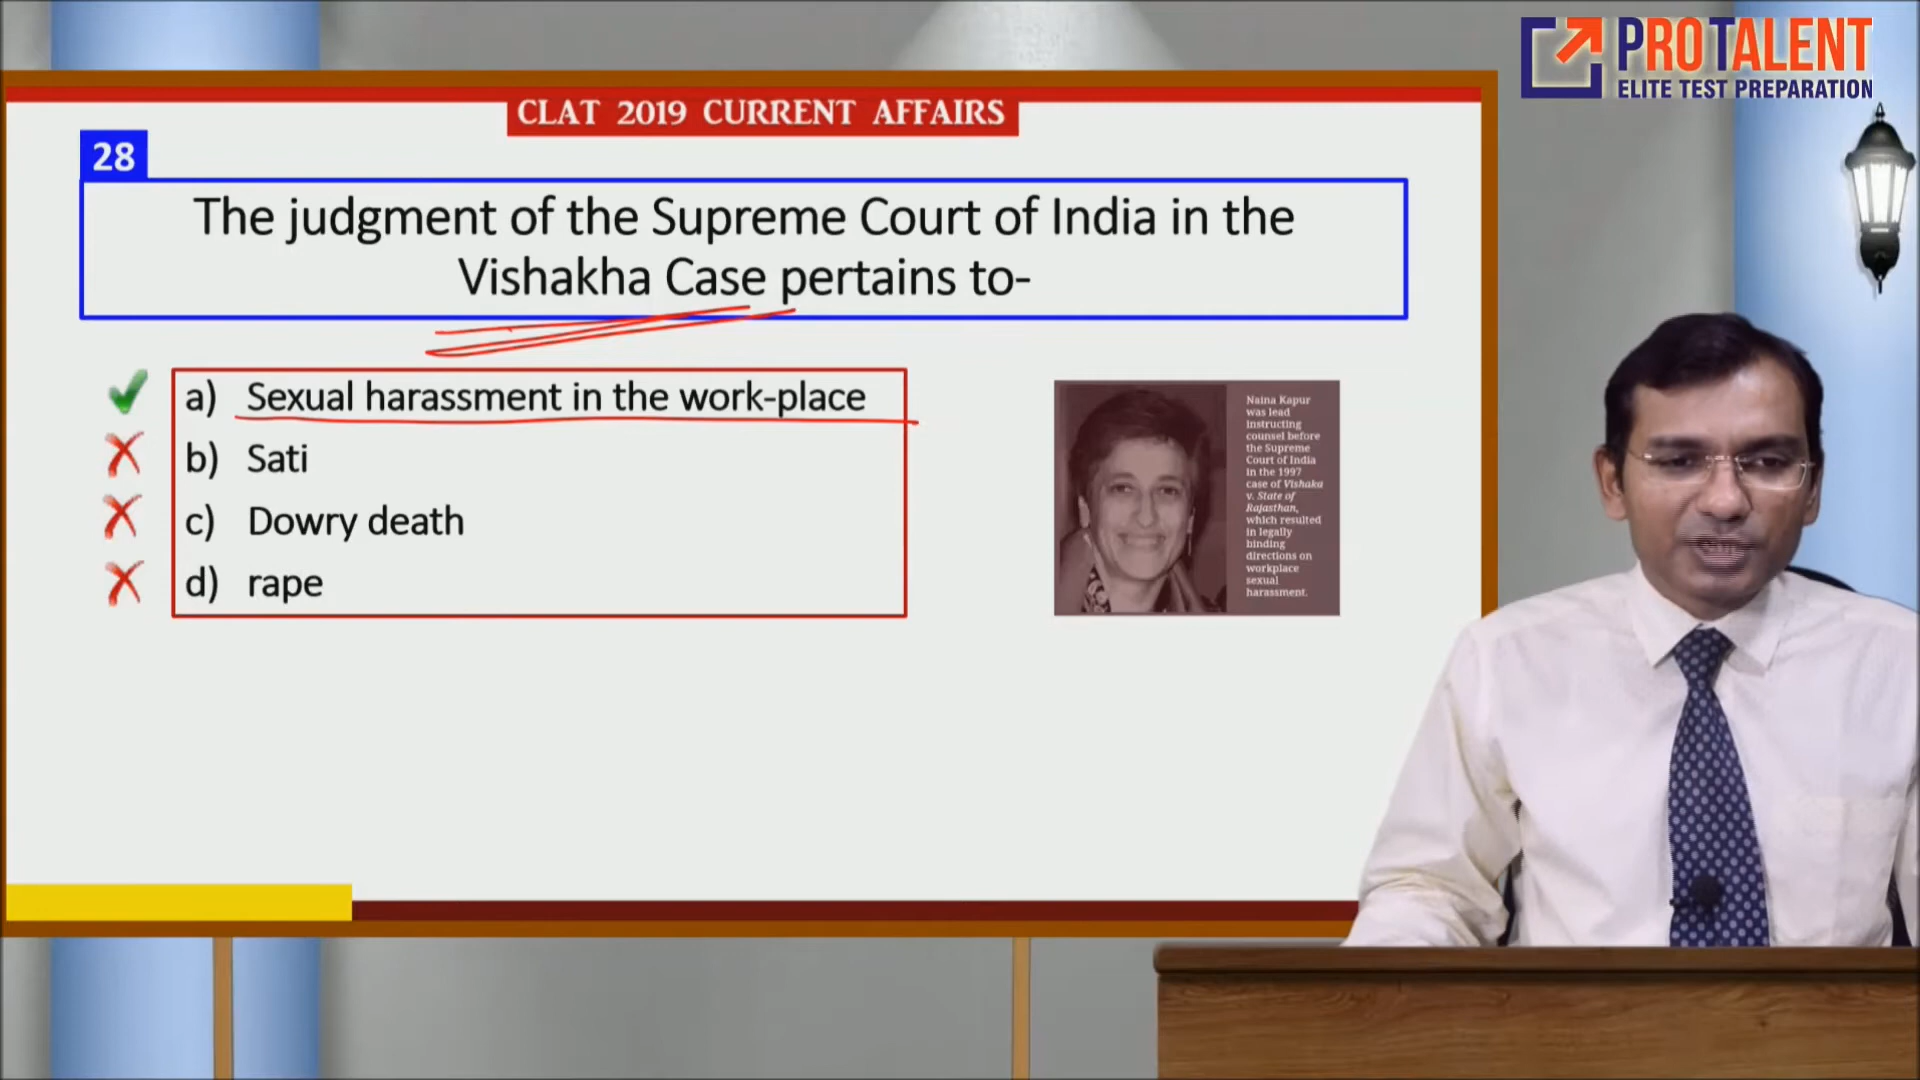 PRO TALENT
ELITE TEST PREPARATION
CLAT 2019 CURRENT AFFAIRS
28
The judgment of the Supreme Court of India in the
Vishakha Case pertains to-
a) Sexual harassment in the work-place
b) Sati
c) Dowry death
d) rape
Naina Kapur
was lead
instructing
counsel before
the Supreme
Court of India
in the 1997
case of Vishaka
v. State of
Rajasthan,
which resulted
in legally
binding
directions on
workplace
sexual
harassment.